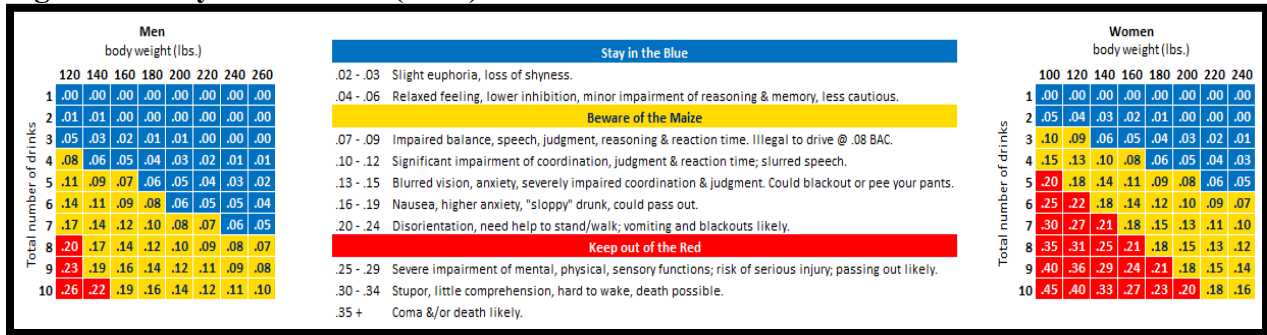 Men
body weight (lbs.)
120 140 160 180 200 220 240 260
Total number of drinks
1 .00 .00 .00 .00 .00 .00 .00 .00
2 .01 .01 .00 .00 .00 .00 .00 .00
3 .05 .03 .02 .01 .01 .00 .00 .00
4 .08 .06 .05 .04 .03 .02 .01 .01
5 .11 .09 .07 .06 .05 .04 .03 .02
6 .14 .11 .09 .08 .06 .05 .05 .04
7 .17 .14 .12 .10 .08 .07 .06 .05
8 .20 .17 .14 .12 .10 .09 .08 .07
9 .23 .19 .16 .14 .12 .11 .09 .08
10 .26 .22 .19 .16 .14 .12 .11 .10
Stay in the Blue
.02 - .03 Slight euphoria, loss of shyness.
.04 - .06 Relaxed feeling, lower inhibition, minor impairment of reasoning & memory, less cautious.
Beware of the Maize
.07 - .09 Impaired balance, speech, judgment, reasoning & reaction time. Illegal to drive @ .08 BAC.
.10 - .12 Significant impairment of coordination, judgment & reaction time; slurred speech.
.13 - .15 Blurred vision, anxiety, severely impaired coordination & judgment. Could blackout or pee your pants.
.16 - .19 Nausea, higher anxiety, "sloppy" drunk, could pass out.
.20 - .24 Disorientation, need help to stand/walk; vomiting and blackouts likely.
Keep out of the Red
.25 - .29 Severe impairment of mental, physical, sensory functions; risk of serious injury; passing out likely.
.30 - .34 Stupor, little comprehension, hard to wake, death possible.
.35 + Coma &/or death likely.
Women
body weight (lbs.)
100 120 140 160 180 200 220 240
Total number of drinks
1 .00 .00 .00 .00 .00 .00 .00 .00
2 .05 .04 .03 .02 .01 .00 .00 .00
3 .10 .09 .06 .05 .04 .03 .02 .01
4 .15 .13 .10 .08 .06 .05 .04 .03
5 .20 .18 .14 .11 .09 .08 .06 .05
6 .25 .22 .18 .14 .12 .10 .09 .07
7 .30 .27 .21 .18 .15 .13 .11 .10
8 .35 .31 .25 .21 .18 .15 .13 .12
9 .40 .36 .29 .24 .21 .18 .15 .14
10 .45 .40 .33 .27 .23 .20 .18 .16